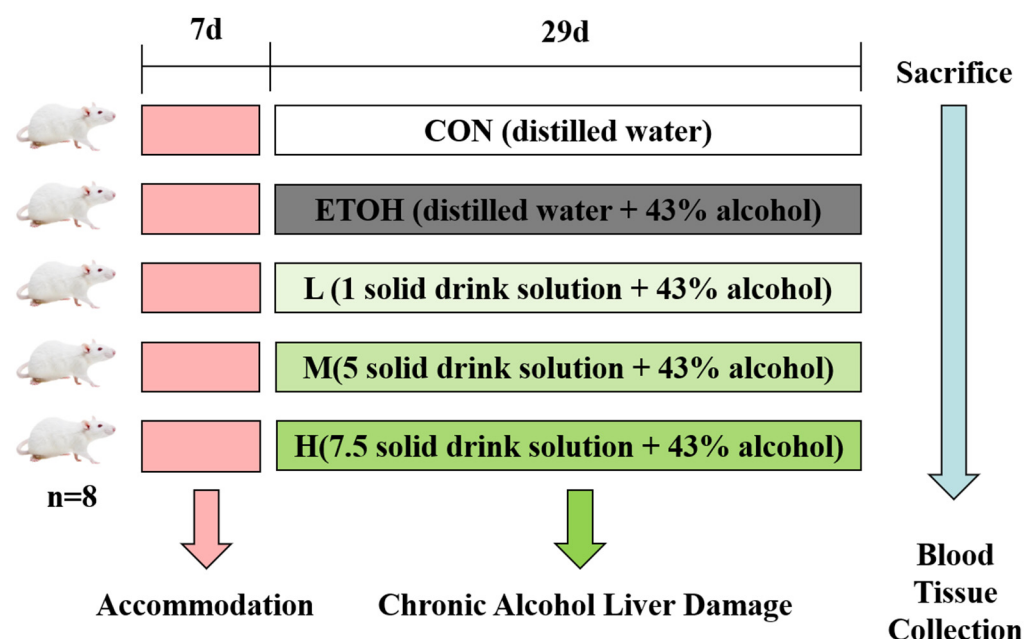 7d
29d
Sacrifice
CON (distilled water)
ETOH (distilled water + 43% alcohol)
L (1 solid drink solution + 43% alcohol)
M(5 solid drink solution + 43% alcohol)
H(7.5 solid drink solution + 43% alcohol)
n=8
Accommodation
Chronic Alcohol Liver Damage
Blood
Tissue
Collection